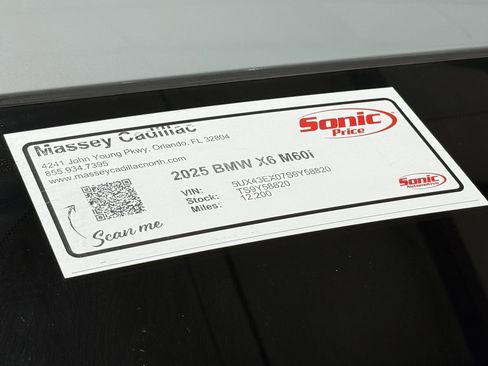 Massey Cadillac
4241 John Young Pkwy, Orlando, FL 32804
855.934.7395
www.masseycadillacnorth.com
Sonic
Price
2025 BMW X6 M60i
VIN: 5UX43EX07S9Y58820
Stock: TS9Y58820
Miles: 12,200
Scan me
Sonic
Automotive